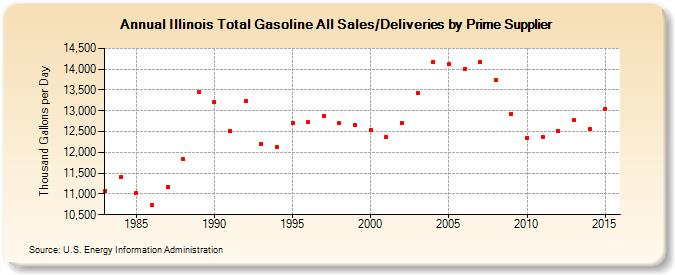 Annual Illinois Total Gasoline All Sales/Deliveries by Prime Supplier
Thousand Gallons per Day
14,500
14,000
13,500
13,000
12,500
12,000
11,500
11,000
10,500
1985 1990 1995 2000 2005 2010 2015
Source: U.S. Energy Information Administration